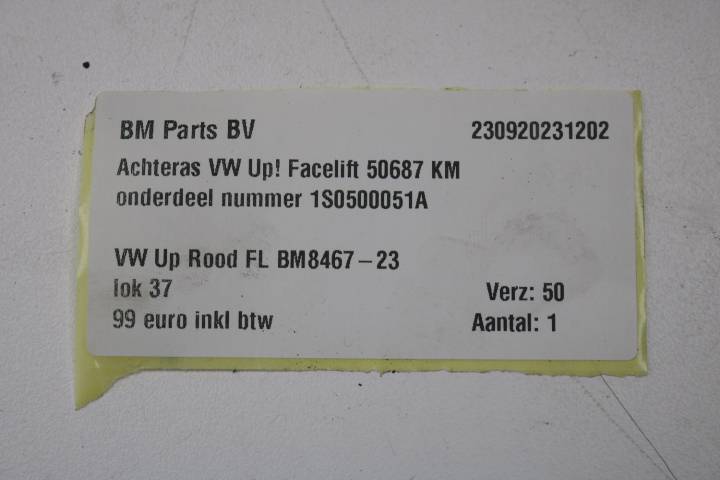 BM Parts BV 230920231202
Achteras VW Up! Facelift 50687 KM
onderdeel nummer 1S0500051A
VW Up Rood FL BM8467-23
lok 37 Verz: 50
99 euro inkl btw Aantal: 1